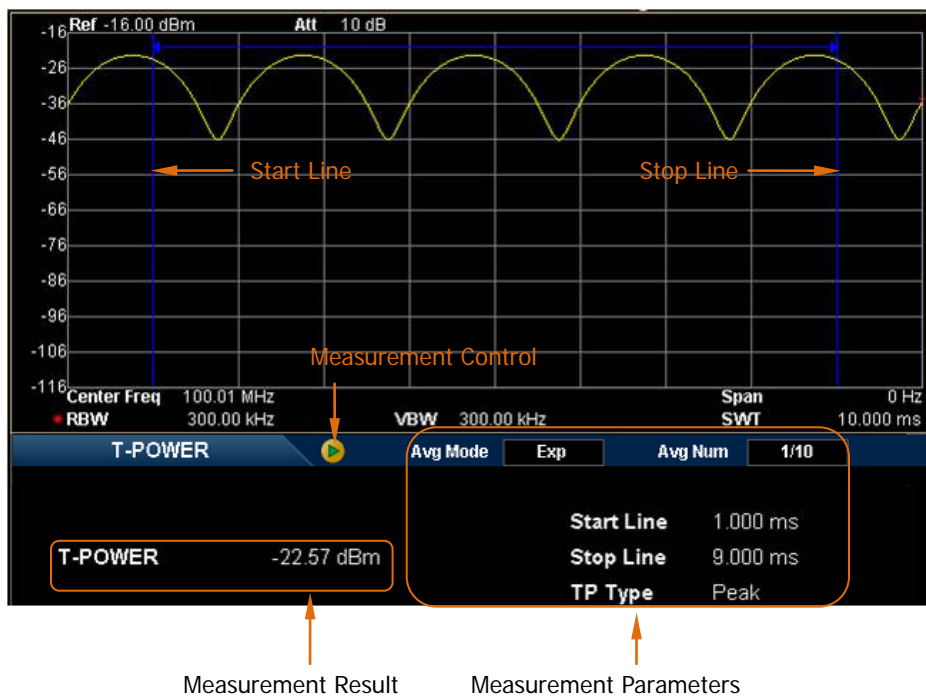 Ref -16.00 dBm Att 10 dB
-16
-26
-36
-46
-56
-66
-76
-86
-96
-106
-116
Start Line
Stop Line
Measurement Control
Center Freq 100.01 MHz Span 0 Hz
RBW 300.00 kHz VBW 300.00 kHz SWT 10.000 ms
T-POWER Avg Mode Exp Avg Num 1/10
Start Line 1.000 ms
T-POWER -22.57 dBm Stop Line 9.000 ms
TP Type Peak
Measurement Result Measurement Parameters